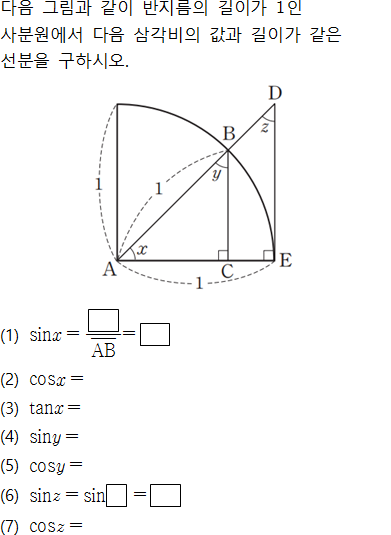 다음 그림과 같이 반지름의 길이가 1인
사분원에서 다음 삼각비의 값과 길이가 같은
선분을 구하시오.
D
B
z
y
1
1
x
A
C
E
1
(1) sinx = □/AB̅ = □
(2) cosx =
(3) tanx =
(4) siny =
(5) cosy =
(6) sinz = sin□ = □
(7) cosz =